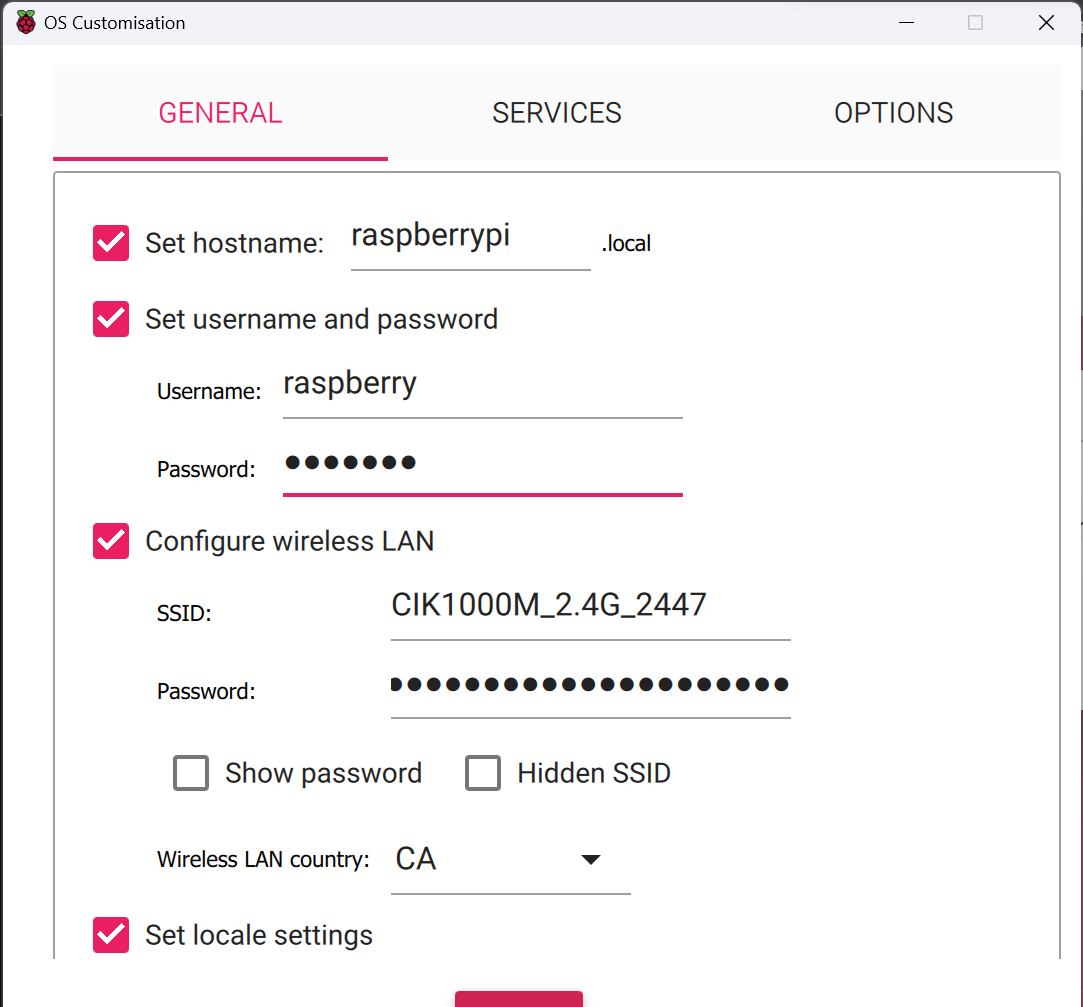 OS Customisation
GENERAL SERVICES OPTIONS
Set hostname: raspberrypi .local
Set username and password
Username: raspberry
Password: ●●●●●●●
Configure wireless LAN
SSID: CIK1000M_2.4G_2447
Password: ●●●●●●●●●●●●●●●●●●●●●
Show password Hidden SSID
Wireless LAN country: CA
Set locale settings